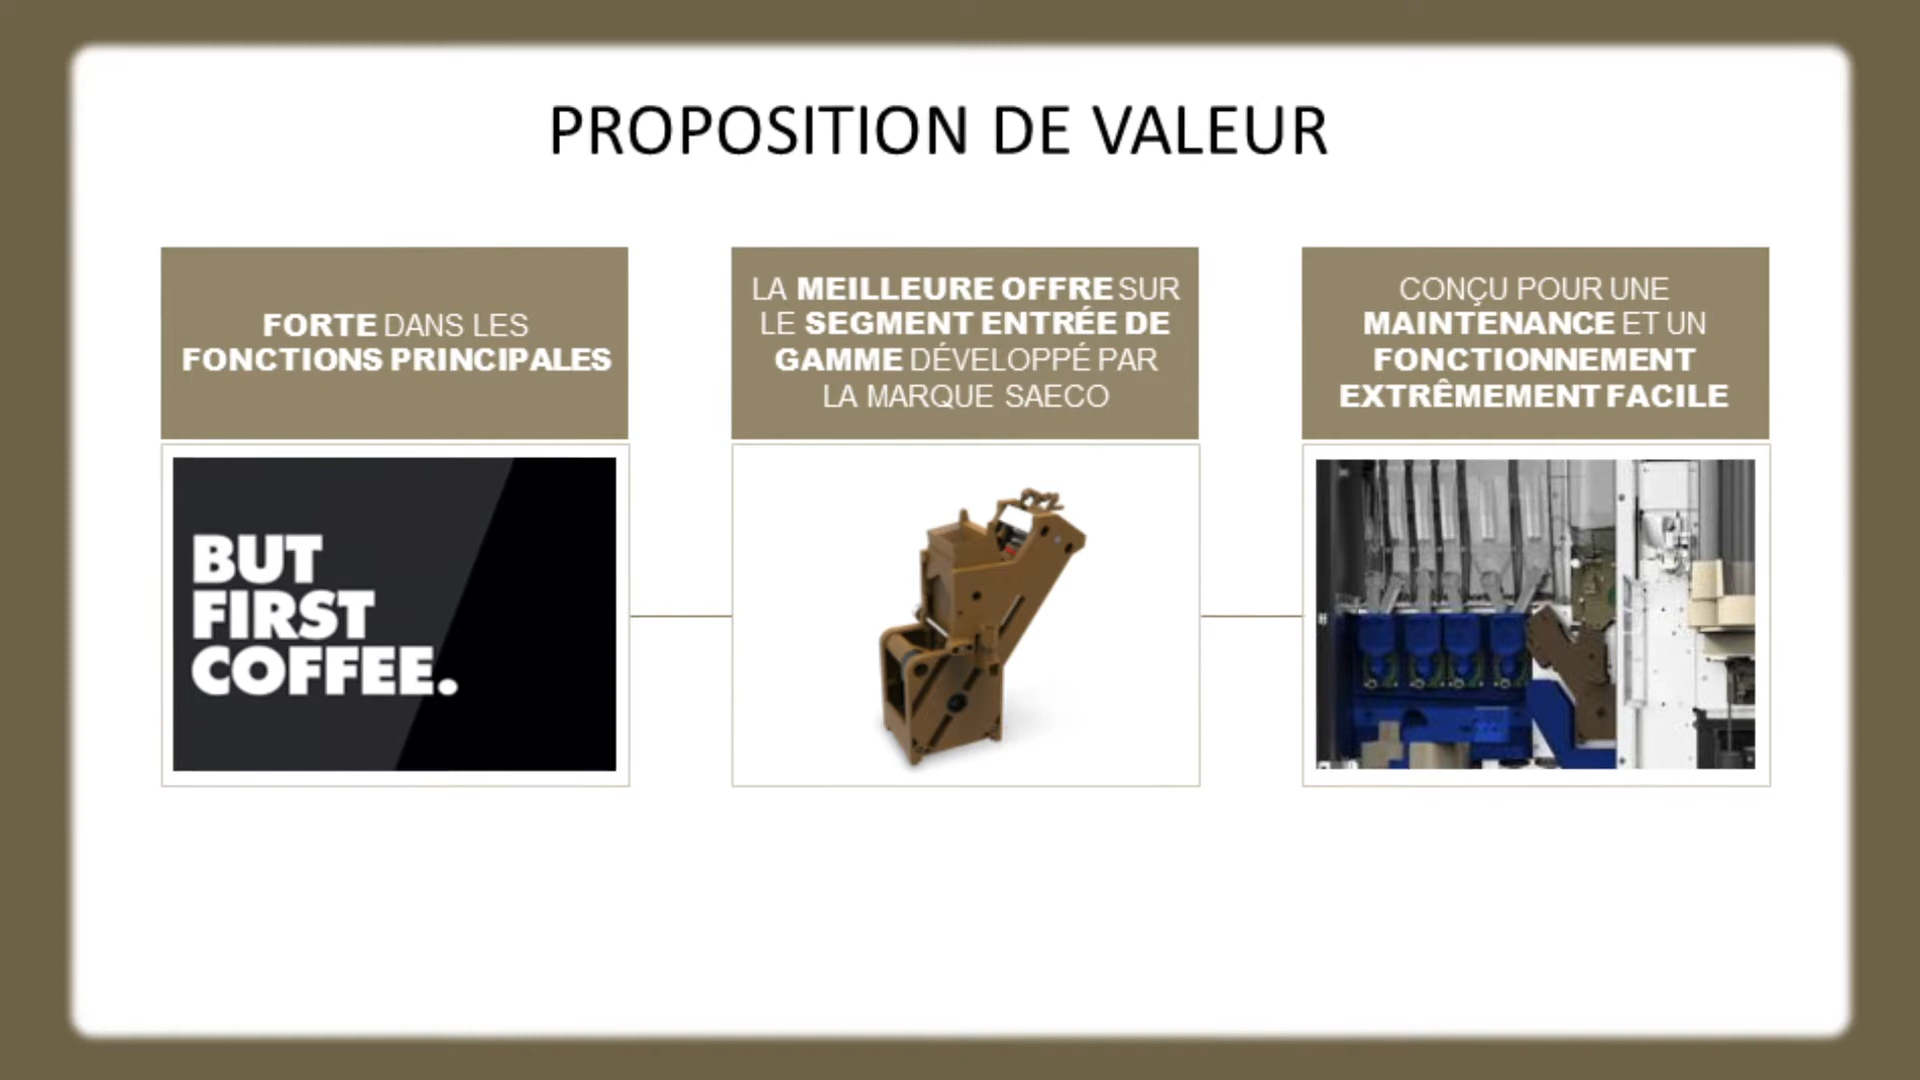 PROPOSITION DE VALEUR
FORTE DANS LES
FONCTIONS PRINCIPALES
LA MEILLEURE OFFRE SUR
LE SEGMENT ENTRÉE DE
GAMME DÉVELOPPÉ PAR
LA MARQUE SAECO
CONÇU POUR UNE
MAINTENANCE ET UN
FONCTIONNEMENT
EXTRÊMEMENT FACILE
BUT
FIRST
COFFEE.